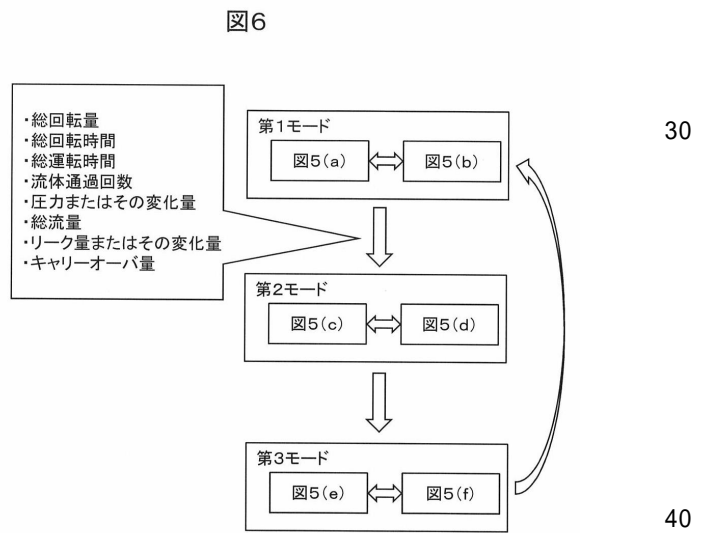 図6
・総回転量
・総回転時間
・総運転時間
・流体通過回数
・圧力またはその変化量
・総流量
・リーク量またはその変化量
・キャリーオーバ量
第1モード
図5(a)
図5(b)
30
第2モード
図5(c)
図5(d)
第3モード
図5(e)
図5(f)
40